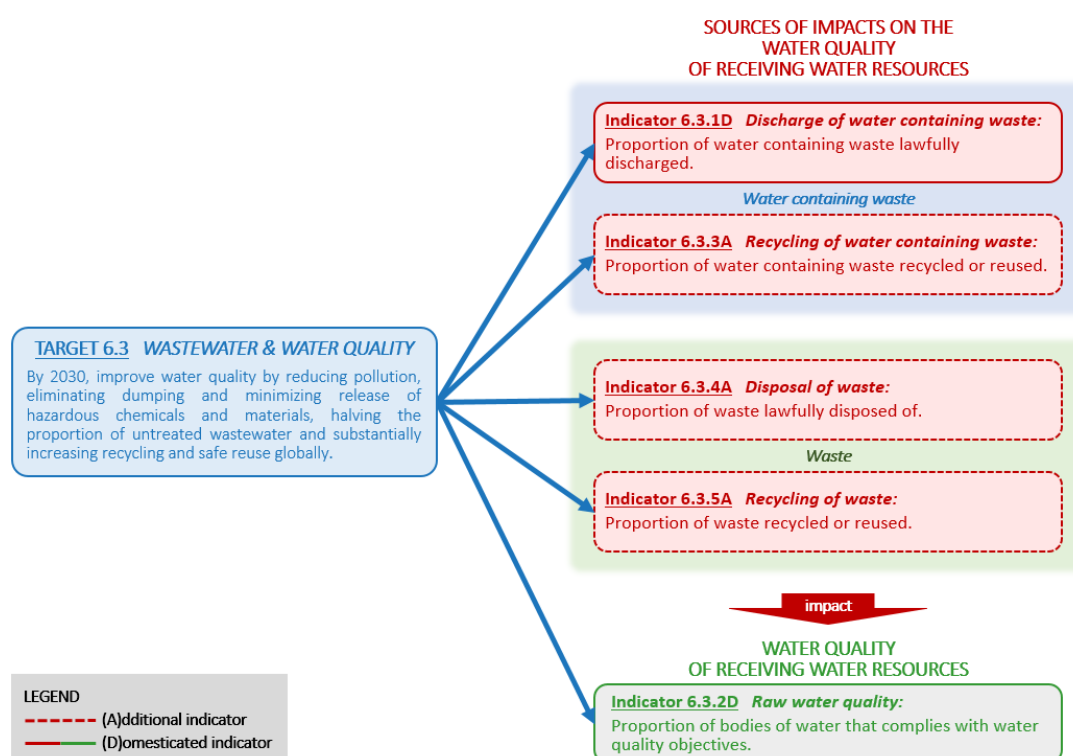 SOURCES OF IMPACTS ON THE
WATER QUALITY
OF RECEIVING WATER RESOURCES
Indicator 6.3.1D Discharge of water containing waste:
Proportion of water containing waste lawfully
discharged.
Water containing waste
Indicator 6.3.3A Recycling of water containing waste:
Proportion of water containing waste recycled or reused.
TARGET 6.3 WASTEWATER & WATER QUALITY
By 2030, improve water quality by reducing pollution,
eliminating dumping and minimizing release of
hazardous chemicals and materials, halving the
proportion of untreated wastewater and substantially
increasing recycling and safe reuse globally.
Indicator 6.3.4A Disposal of waste:
Proportion of waste lawfully disposed of.
Waste
Indicator 6.3.5A Recycling of waste:
Proportion of waste recycled or reused.
impact
WATER QUALITY
OF RECEIVING WATER RESOURCES
Indicator 6.3.2D Raw water quality:
Proportion of bodies of water that complies with water
quality objectives.
LEGEND
(A)dditional indicator
(D)omesticated indicator